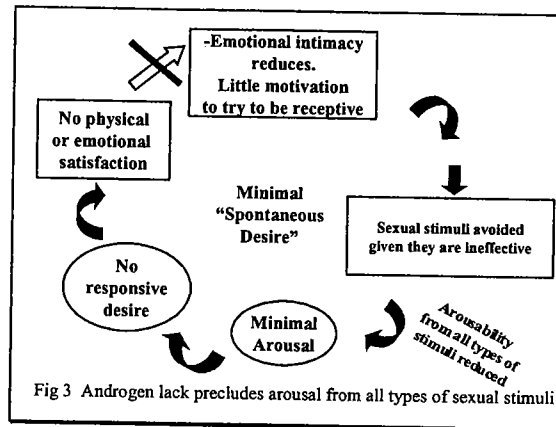 -Emotional intimacy
reduces.
Little motivation
to try to be receptive
No physical
or emotional
satisfaction
Minimal
“Spontaneous
Desire”
Sexual stimuli avoided
given they are ineffective
No
responsive
desire
Minimal
Arousal
Arousability
from all types of
stimuli reduced
Fig 3 Androgen lack precludes arousal from all types of sexual stimuli